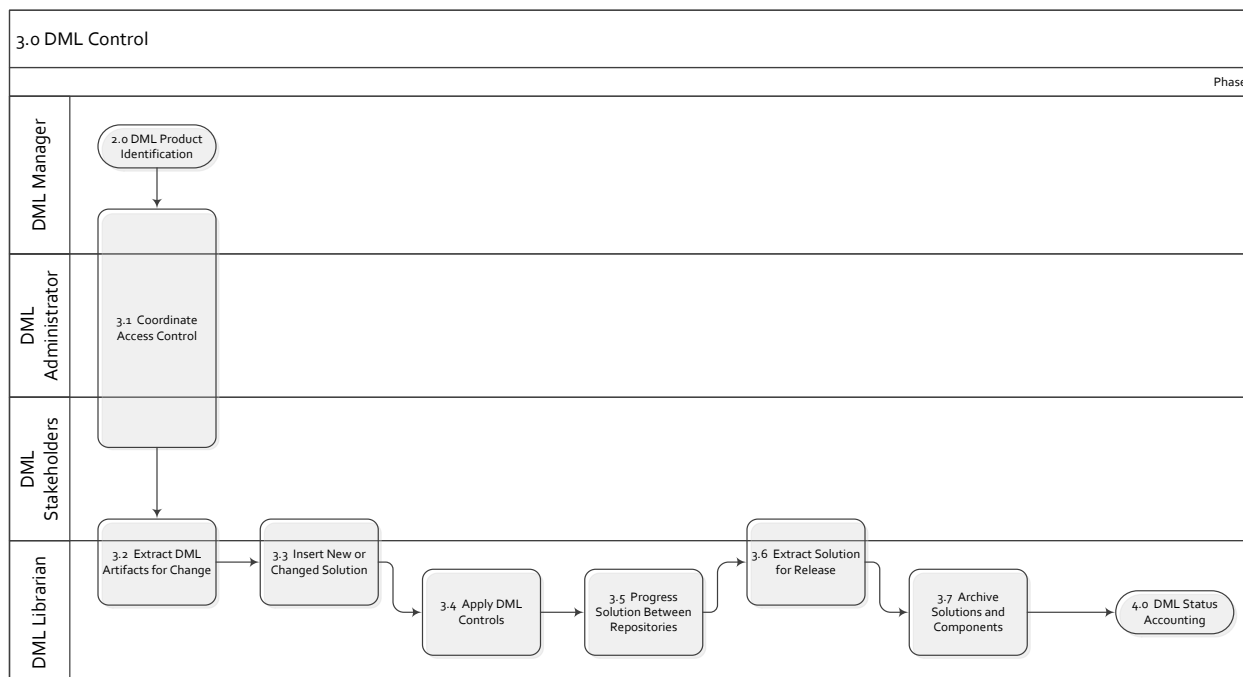 3.0 DML Control
Phase
DML Manager
2.0 DML Product
Identification
DML
Administrator
3.1 Coordinate
Access Control
DML
Stakeholders
DML Librarian
3.2 Extract DML
Artifacts for Change
3.3 Insert New or
Changed Solution
3.4 Apply DML
Controls
3.5 Progress
Solution Between
Repositories
3.6 Extract Solution
for Release
3.7 Archive
Solutions and
Components
4.0 DML Status
Accounting